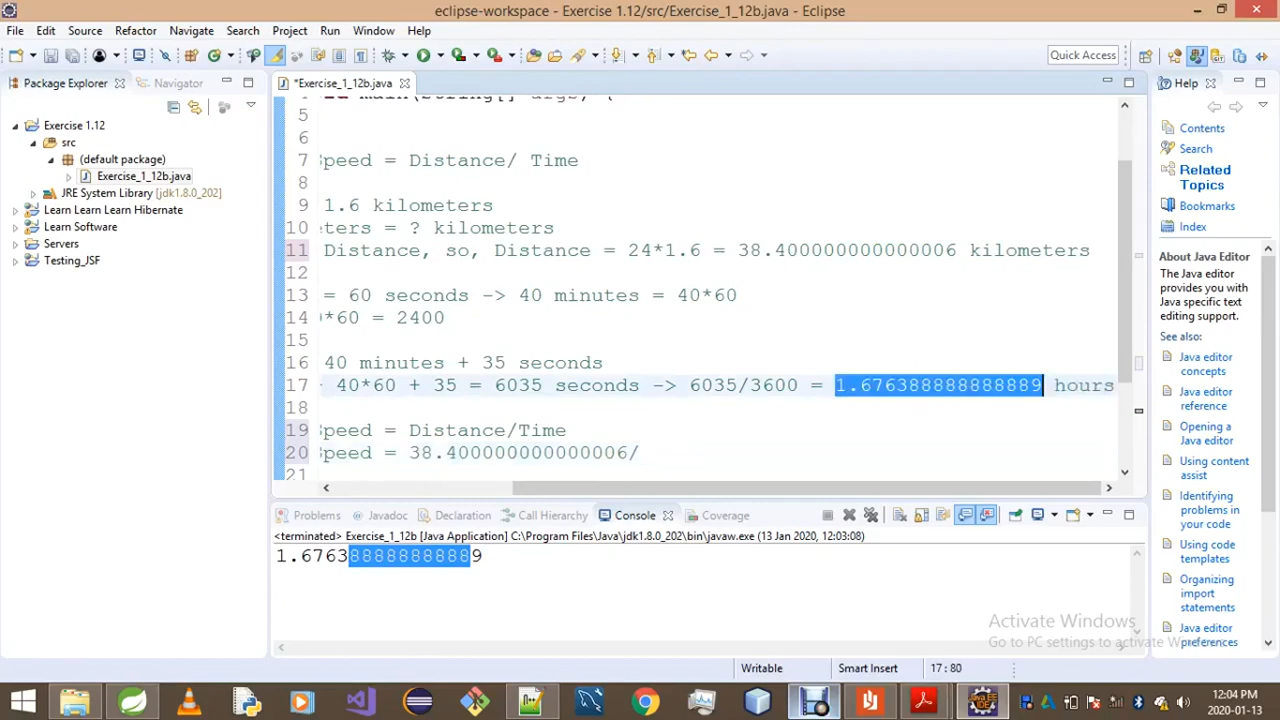 eclipse-workspace - Exercise 1.12/src/Exercise_1_12b.java - Eclipse
File Edit Source Refactor Navigate Search Project Run Window Help
Quick Access
Package Explorer Navigator
*Exercise_1_12b.java
Help
Exercise 1.12
src
(default package)
Exercise_1_12b.java
JRE System Library [jdk1.8.0_202]
Learn Learn Learn Hibernate
Learn Software
Servers
Testing_JSF
main(String[] args) {
5
6
7 Speed = Distance/ Time
8
9 1.6 kilometers
10 eters = ? kilometers
11 Distance, so, Distance = 24*1.6 = 38.400000000000006 kilometers
12
13 = 60 seconds -> 40 minutes = 40*60
14 *60 = 2400
15
16 40 minutes + 35 seconds
17 40*60 + 35 = 6035 seconds -> 6035/3600 = 1.676388888888889 hours
18
19 Speed = Distance/Time
20 Speed = 38.400000000000006/
21
Contents
Search
Related Topics
Bookmarks
Index
About Java Editor
The Java editor
provides you with
Java specific text
editing support.
See also:
Java editor
concepts
Java editor
reference
Opening a
Java editor
Using content
assist
Identifying
problems in
your code
Using code
templates
Organizing
import
statements
Java editor
preferences
Problems Javadoc Declaration Call Hierarchy Console Coverage
<terminated> Exercise_1_12b [Java Application] C:\Program Files\Java\jdk1.8.0_202\bin\javaw.exe (13 Jan 2020, 12:03:08)
1.676388888888889
Activate Windows
Go to PC settings to activate Windows.
Writable Smart Insert 17 : 80
12:04 PM
2020-01-13